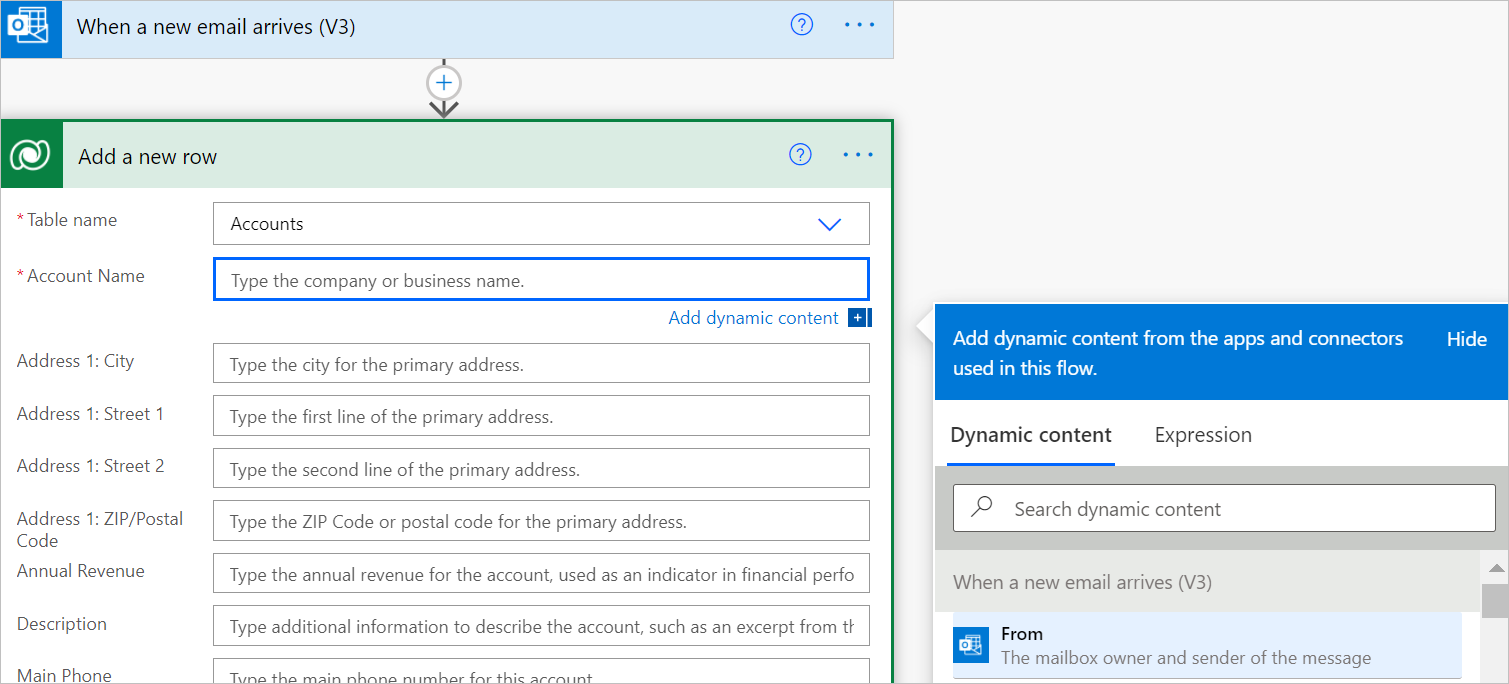 When a new email arrives (V3)
Add a new row
* Table name
Accounts
* Account Name
Type the company or business name.
Add dynamic content
Address 1: City
Type the city for the primary address.
Address 1: Street 1
Type the first line of the primary address.
Address 1: Street 2
Type the second line of the primary address.
Address 1: ZIP/Postal
Code
Type the ZIP Code or postal code for the primary address.
Annual Revenue
Type the annual revenue for the account, used as an indicator in financial perfo
Description
Type additional information to describe the account, such as an excerpt from th
Main Phone
Type the main phone number for this account.
Add dynamic content from the apps and connectors
used in this flow.
Hide
Dynamic content
Expression
Search dynamic content
When a new email arrives (V3)
From
The mailbox owner and sender of the message